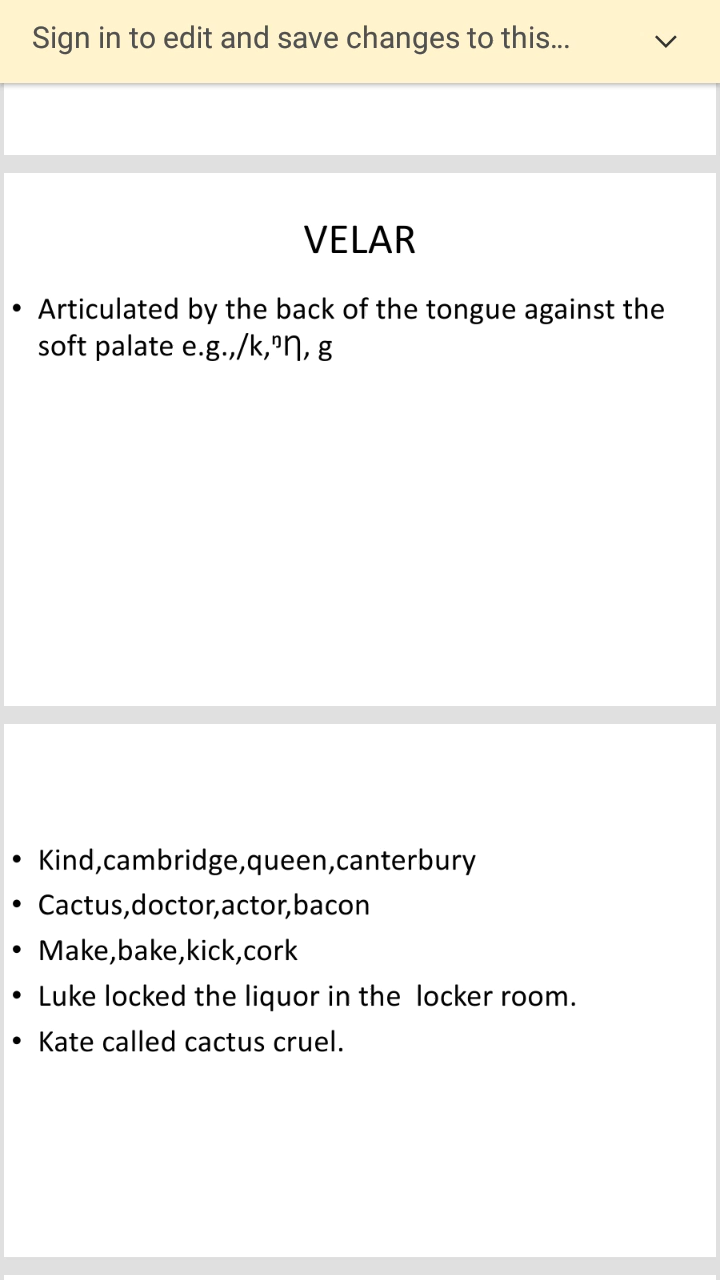 Sign in to edit and save changes to this...
VELAR
• Articulated by the back of the tongue against the
soft palate e.g.,/k,ᵑŊ, g
• Kind,cambridge,queen,canterbury
• Cactus,doctor,actor,bacon
• Make,bake,kick,cork
• Luke locked the liquor in the  locker room.
• Kate called cactus cruel.